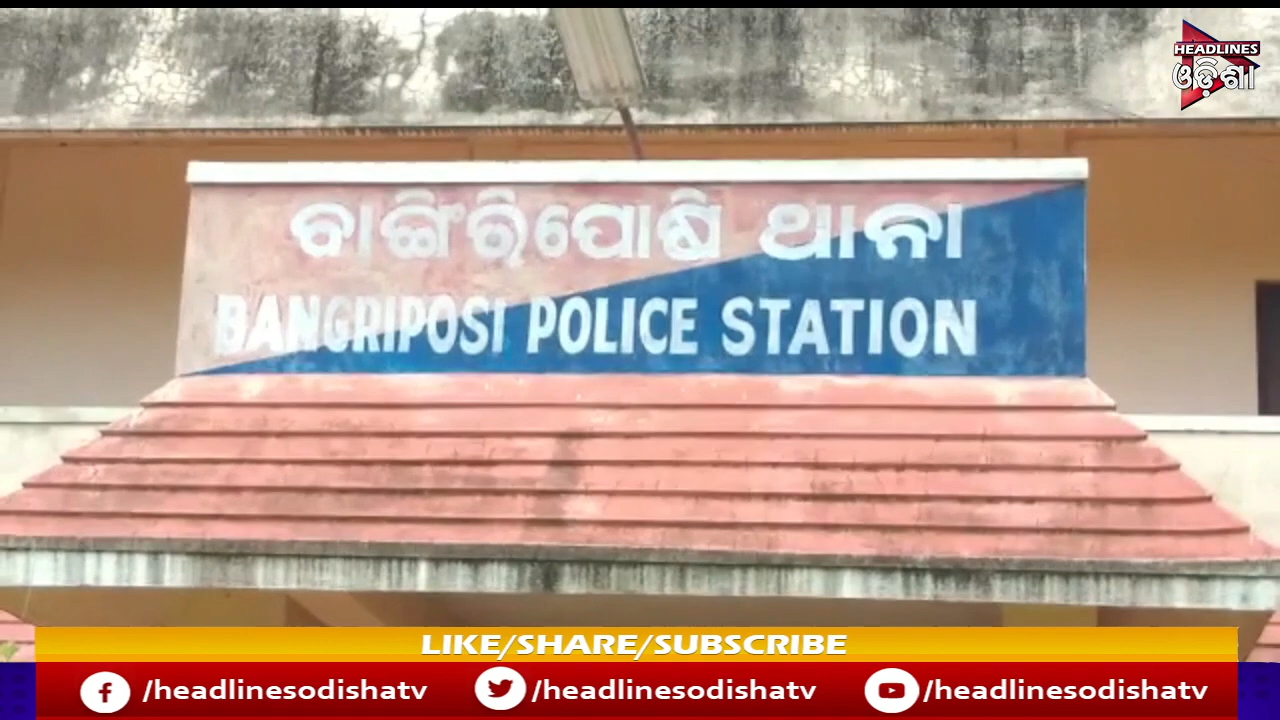 HEADLINES
ଓଡ଼ିଶା
ବାଙ୍ଗିରିପୋଷି ଥାନା
BANGRIPOSI POLICE STATION
LIKE/SHARE/SUBSCRIBE
/headlinesodishatv /headlinesodishatv /headlinesodishatv